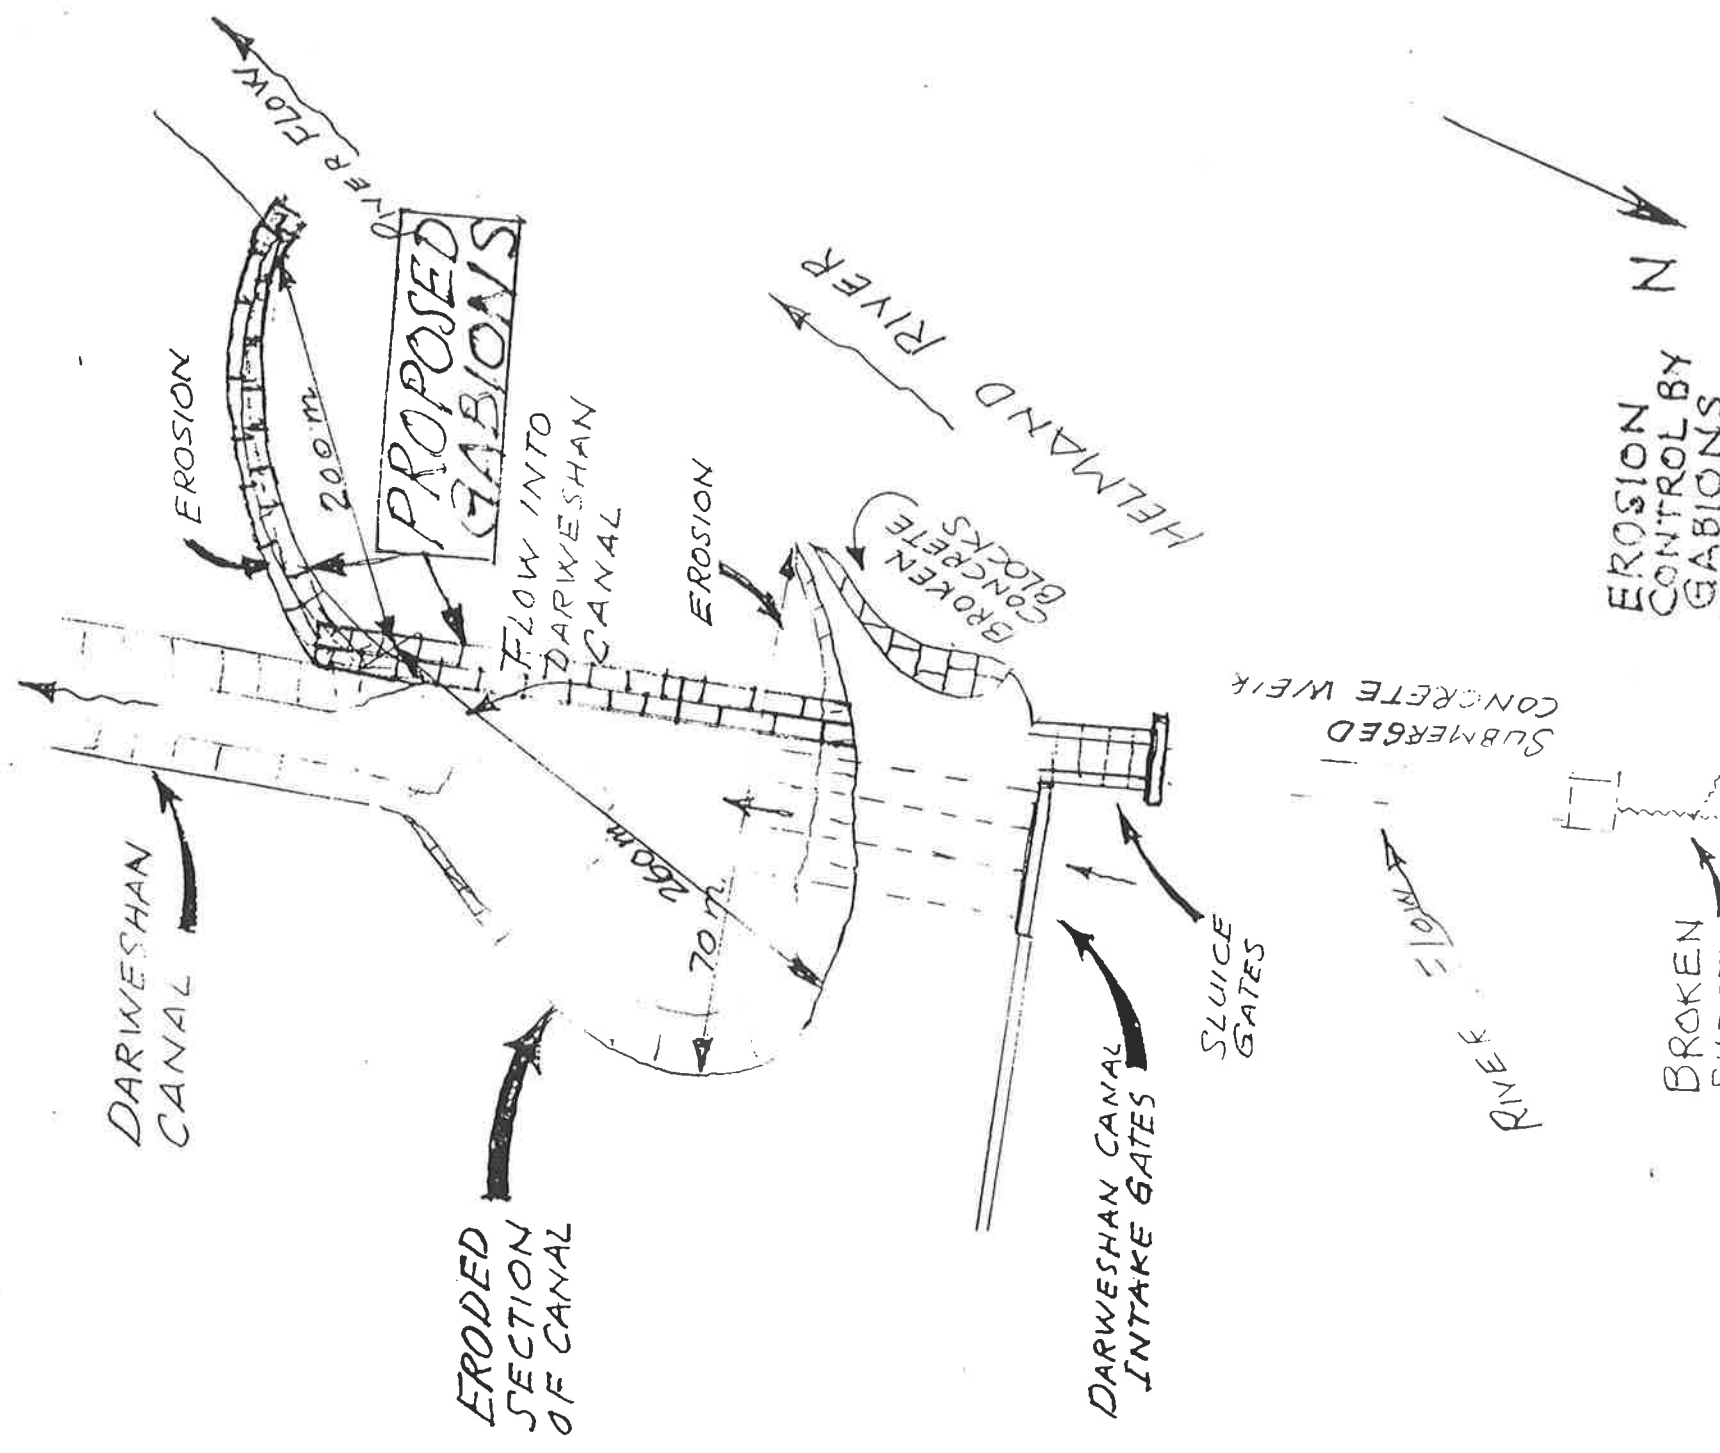 RIVER FLOW
EROSION
200 m
PROPOSED
GABIONS
FLOW INTO
DARWESHAN
CANAL
EROSION
HELMAND RIVER
BROKEN
CONCRETE
BLOCKS
DARWESHAN
CANAL
260 m
70 m
ERODED
SECTION
OF CANAL
DARWESHAN CANAL
INTAKE GATES
SLUICE
GATES
SUBMERGED
CONCRETE WEIR
RIVER FLOW
BROKEN
N
EROSION
CONTROL BY
GABIONS